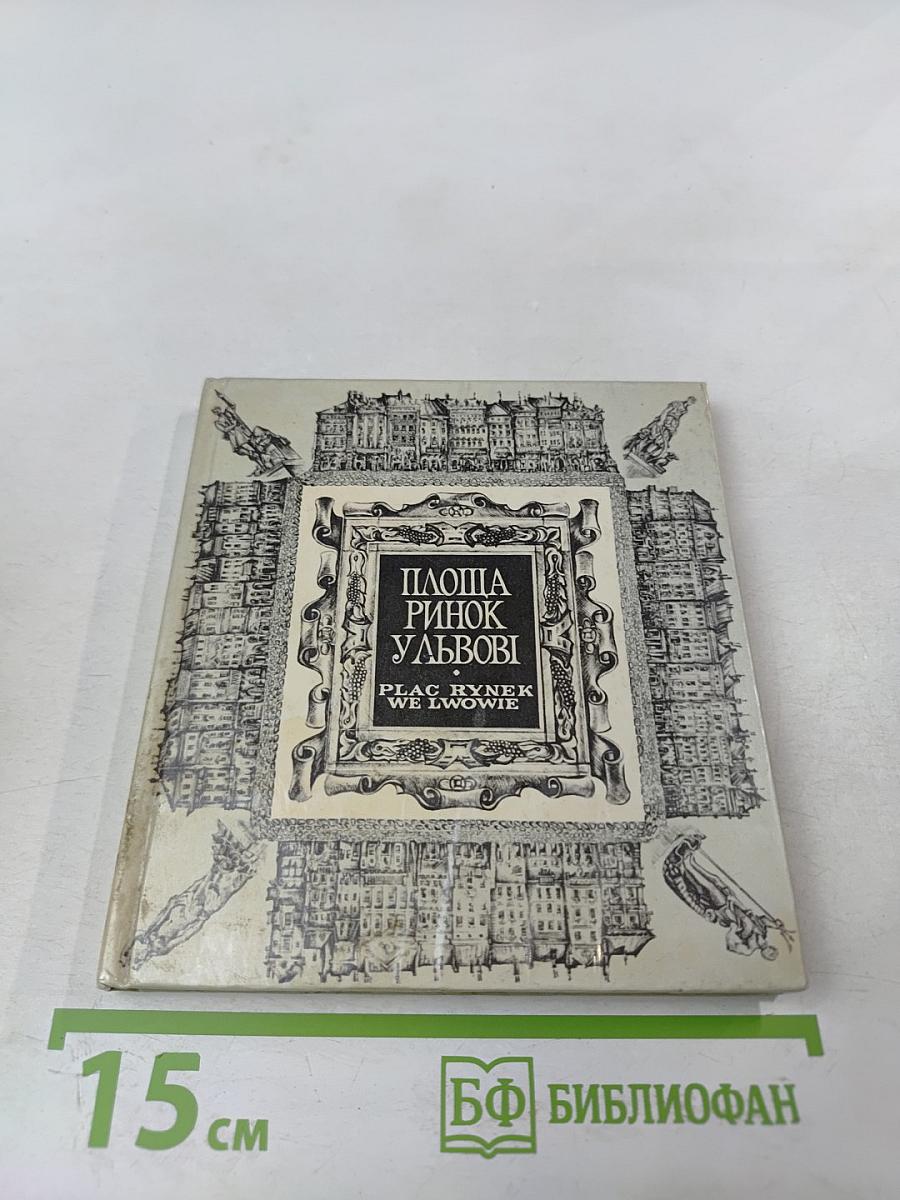 ПЛОЩА
РИНОК
У ЛЬВОВІ
PLAC RYNEK
WE LWOWIE
15 см
БФ БИБЛИОФАН